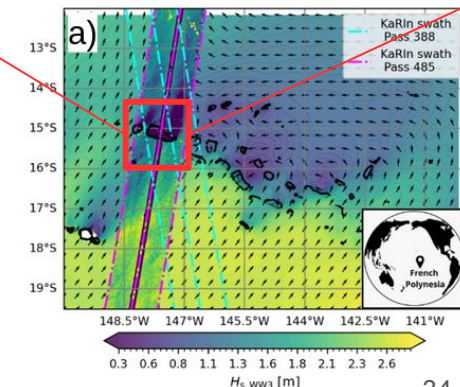 a)
KaRIn swath
Pass 388
KaRIn swath
Pass 485
13°S
14°S
15°S
16°S
17°S
18°S
19°S
French
Polynesia
148.5°W 147°W 145.5°W 144°W 142.5°W 141°W
0.3 0.6 0.8 1.1 1.3 1.6 1.8 2.1 2.3 2.6
Hs, WW3 [m]